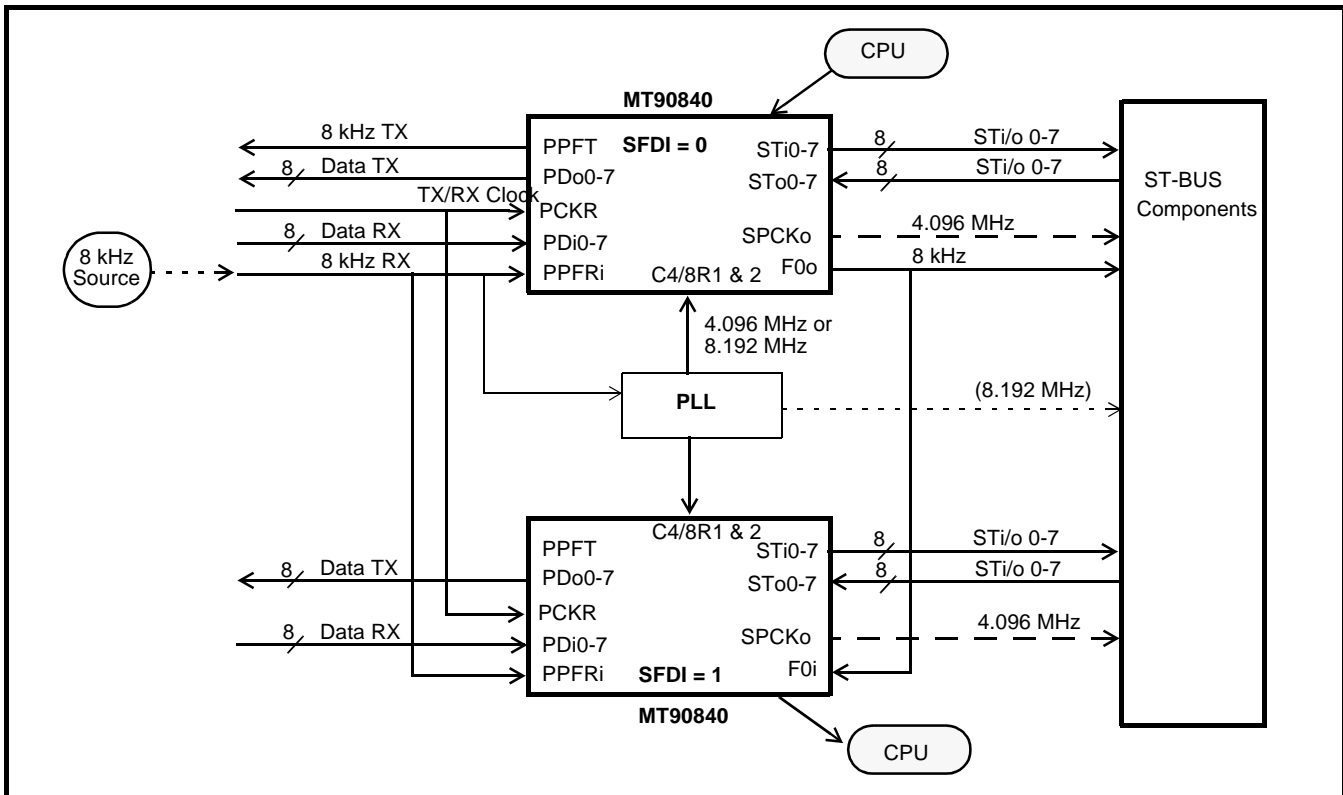 CPU
MT90840
8 kHz TX
PPFT
SFDI = 0
STi0-7
8
STi/o 0-7
8
Data TX
PDo0-7
STo0-7
8
STi/o 0-7
ST-BUS
Components
TX/RX Clock
PCKR
8
Data RX
PDi0-7
SPCKo
4.096 MHz
8 kHz
Source
8 kHz RX
PPFRi
C4/8R1 & 2
F0o
8 kHz
4.096 MHz or
8.192 MHz
PLL
(8.192 MHz)
C4/8R1 & 2
PPFT
STi0-7
8
STi/o 0-7
8
Data TX
PDo0-7
STo0-7
8
STi/o 0-7
PCKR
8
Data RX
PDi0-7
SPCKo
4.096 MHz
PPFRi
SFDI = 1
F0i
MT90840
CPU